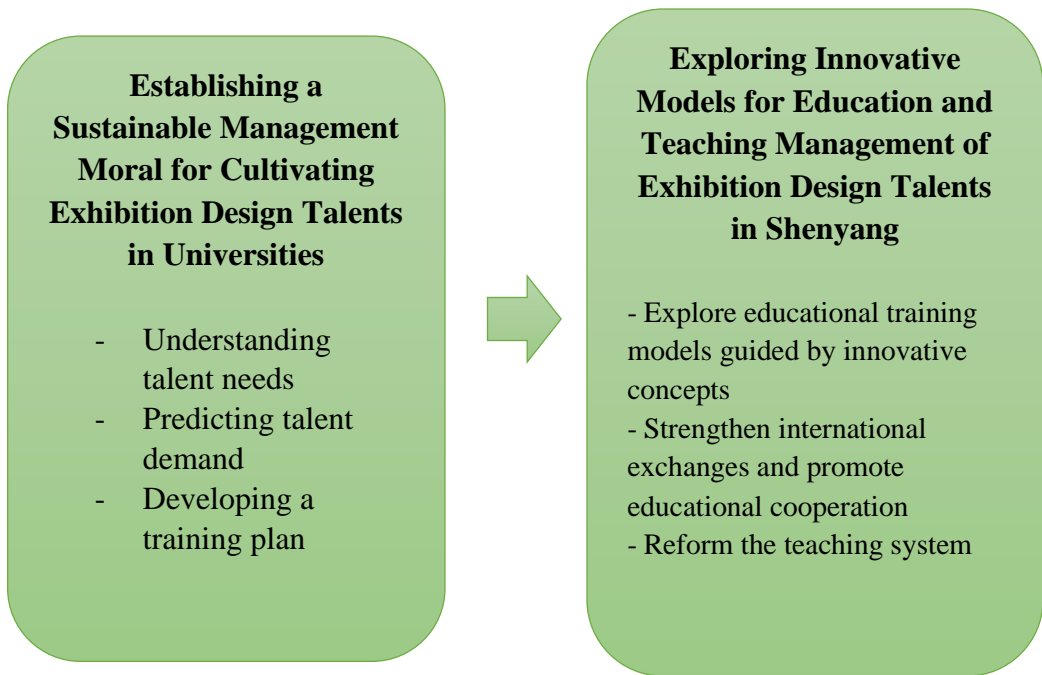 Establishing a
Sustainable Management
Moral for Cultivating
Exhibition Design Talents
in Universities
- Understanding
talent needs
- Predicting talent
demand
- Developing a
training plan
Exploring Innovative
Models for Education and
Teaching Management of
Exhibition Design Talents
in Shenyang
- Explore educational training
models guided by innovative
concepts
- Strengthen international
exchanges and promote
educational cooperation
- Reform the teaching system